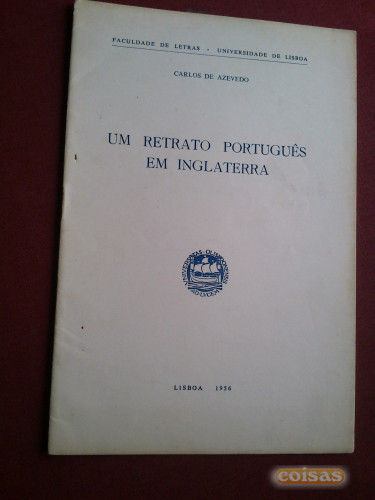 FACULDADE DE LETRAS - UNIVERSIDADE DE LISBOA
CARLOS DE AZEVEDO
UM RETRATO PORTUGUÊS
EM INGLATERRA
LISBOA 1956
coisas